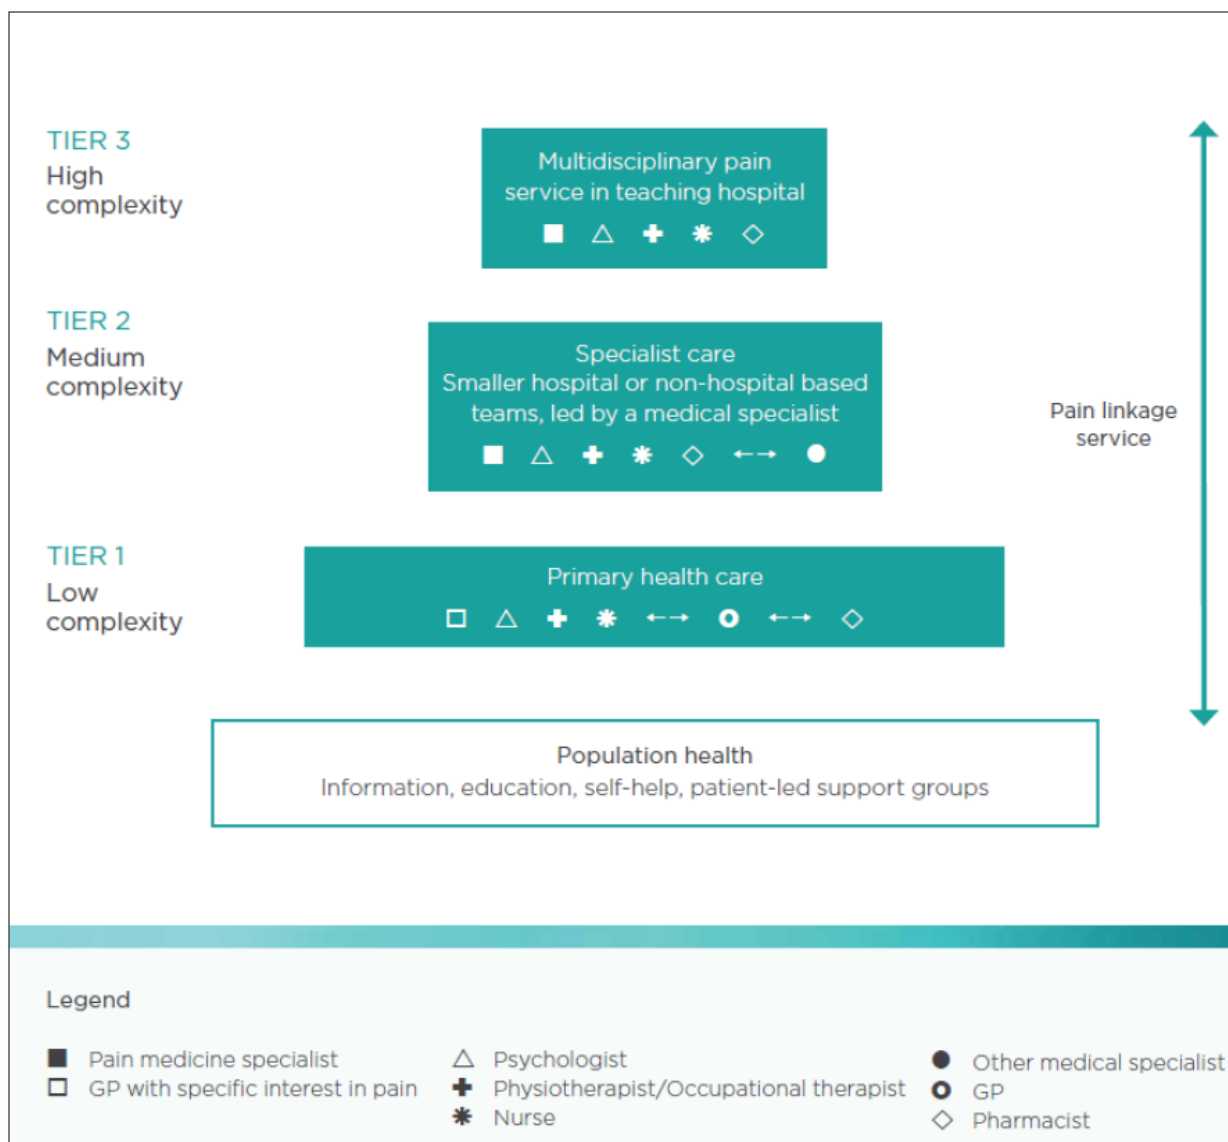 TIER 3
High
complexity
Multidisciplinary pain
service in teaching hospital
TIER 2
Medium
complexity
Specialist care
Smaller hospital or non-hospital based
teams, led by a medical specialist
Pain linkage
service
TIER 1
Low
complexity
Primary health care
Population health
Information, education, self-help, patient-led support groups
Legend
Pain medicine specialist
GP with specific interest in pain
Psychologist
Physiotherapist/Occupational therapist
Nurse
Other medical specialist
GP
Pharmacist